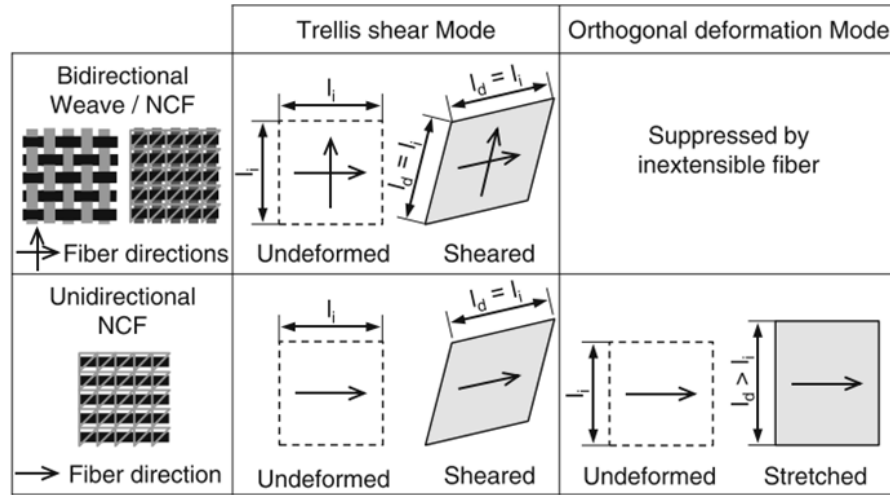 Trellis shear Mode
Orthogonal deformation Mode
Bidirectional
Weave / NCF
Fiber directions
l_i
l_i
Undeformed
l_d = l_i
l_d = l_i
Sheared
Suppressed by
inextensible fiber
Unidirectional
NCF
Fiber direction
l_i
Undeformed
l_d = l_i
Sheared
l_i
Undeformed
l_d > l_i
Stretched